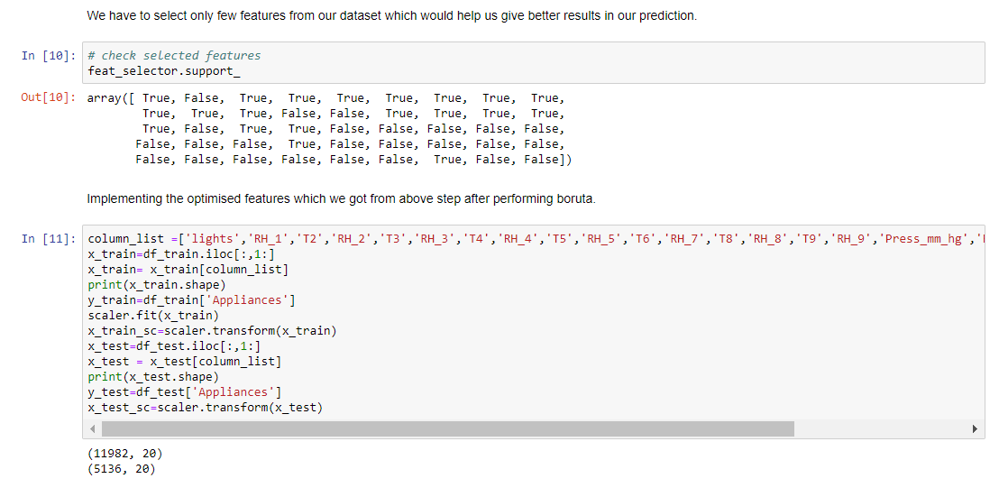 We have to select only few features from our dataset which would help us give better results in our prediction.
In [10]: # check selected features
feat_selector.support_
Out[10]: array([ True, False,  True,  True,  True,  True,  True,  True,  True,
True,  True,  True, False, False,  True,  True,  True,  True,
True, False,  True,  True, False, False, False, False, False,
False, False, False,  True, False, False, False, False, False,
False, False, False, False, False, False,  True, False, False])
Implementing the optimised features which we got from above step after performing boruta.
In [11]: column_list =['lights','RH_1','T2','RH_2','T3','RH_3','T4','RH_4','T5','RH_5','T6','RH_7','T8','RH_8','T9','RH_9','Press_mm_hg','
x_train=df_train.iloc[:,1:]
x_train= x_train[column_list]
print(x_train.shape)
y_train=df_train['Appliances']
scaler.fit(x_train)
x_train_sc=scaler.transform(x_train)
x_test=df_test.iloc[:,1:]
x_test = x_test[column_list]
print(x_test.shape)
y_test=df_test['Appliances']
x_test_sc=scaler.transform(x_test)
(11982, 20)
(5136, 20)